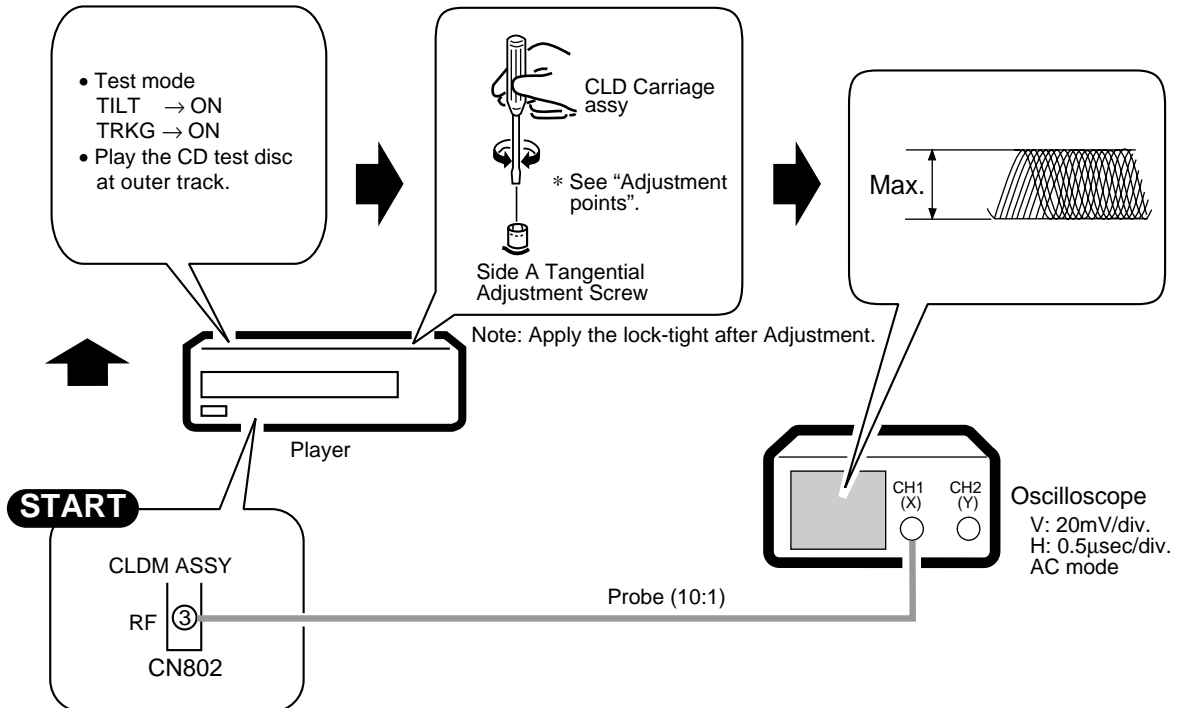 • Test mode
TILT → ON
TRKG → ON
• Play the CD test disc
at outer track.
CLD Carriage
assy
* See “Adjustment
points”.
Side A Tangential
Adjustment Screw
Max.
Note: Apply the lock-tight after Adjustment.
Player
START
CLDM ASSY
RF
3
CN802
Probe (10:1)
CH1
(X)
CH2
(Y)
Oscilloscope
V: 20mV/div.
H: 0.5μsec/div.
AC mode